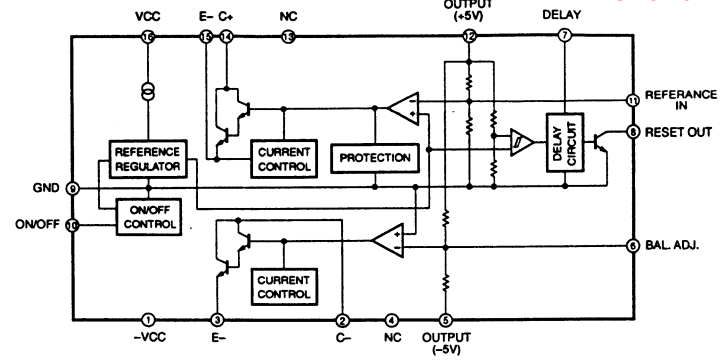 OUTPUT
(+5V)
VCC
E– C+
NC
DELAY
16
15
14
13
12
7
REFERANCE
IN
11
RESET OUT
8
REFERENCE
REGULATOR
CURRENT
CONTROL
PROTECTION
DELAY
CIRCUIT
GND
9
ON/OFF
CONTROL
ON/OFF
10
BAL. ADJ.
6
CURRENT
CONTROL
1
3
2
4
5
–VCC
E–
C–
NC
OUTPUT
(–5V)